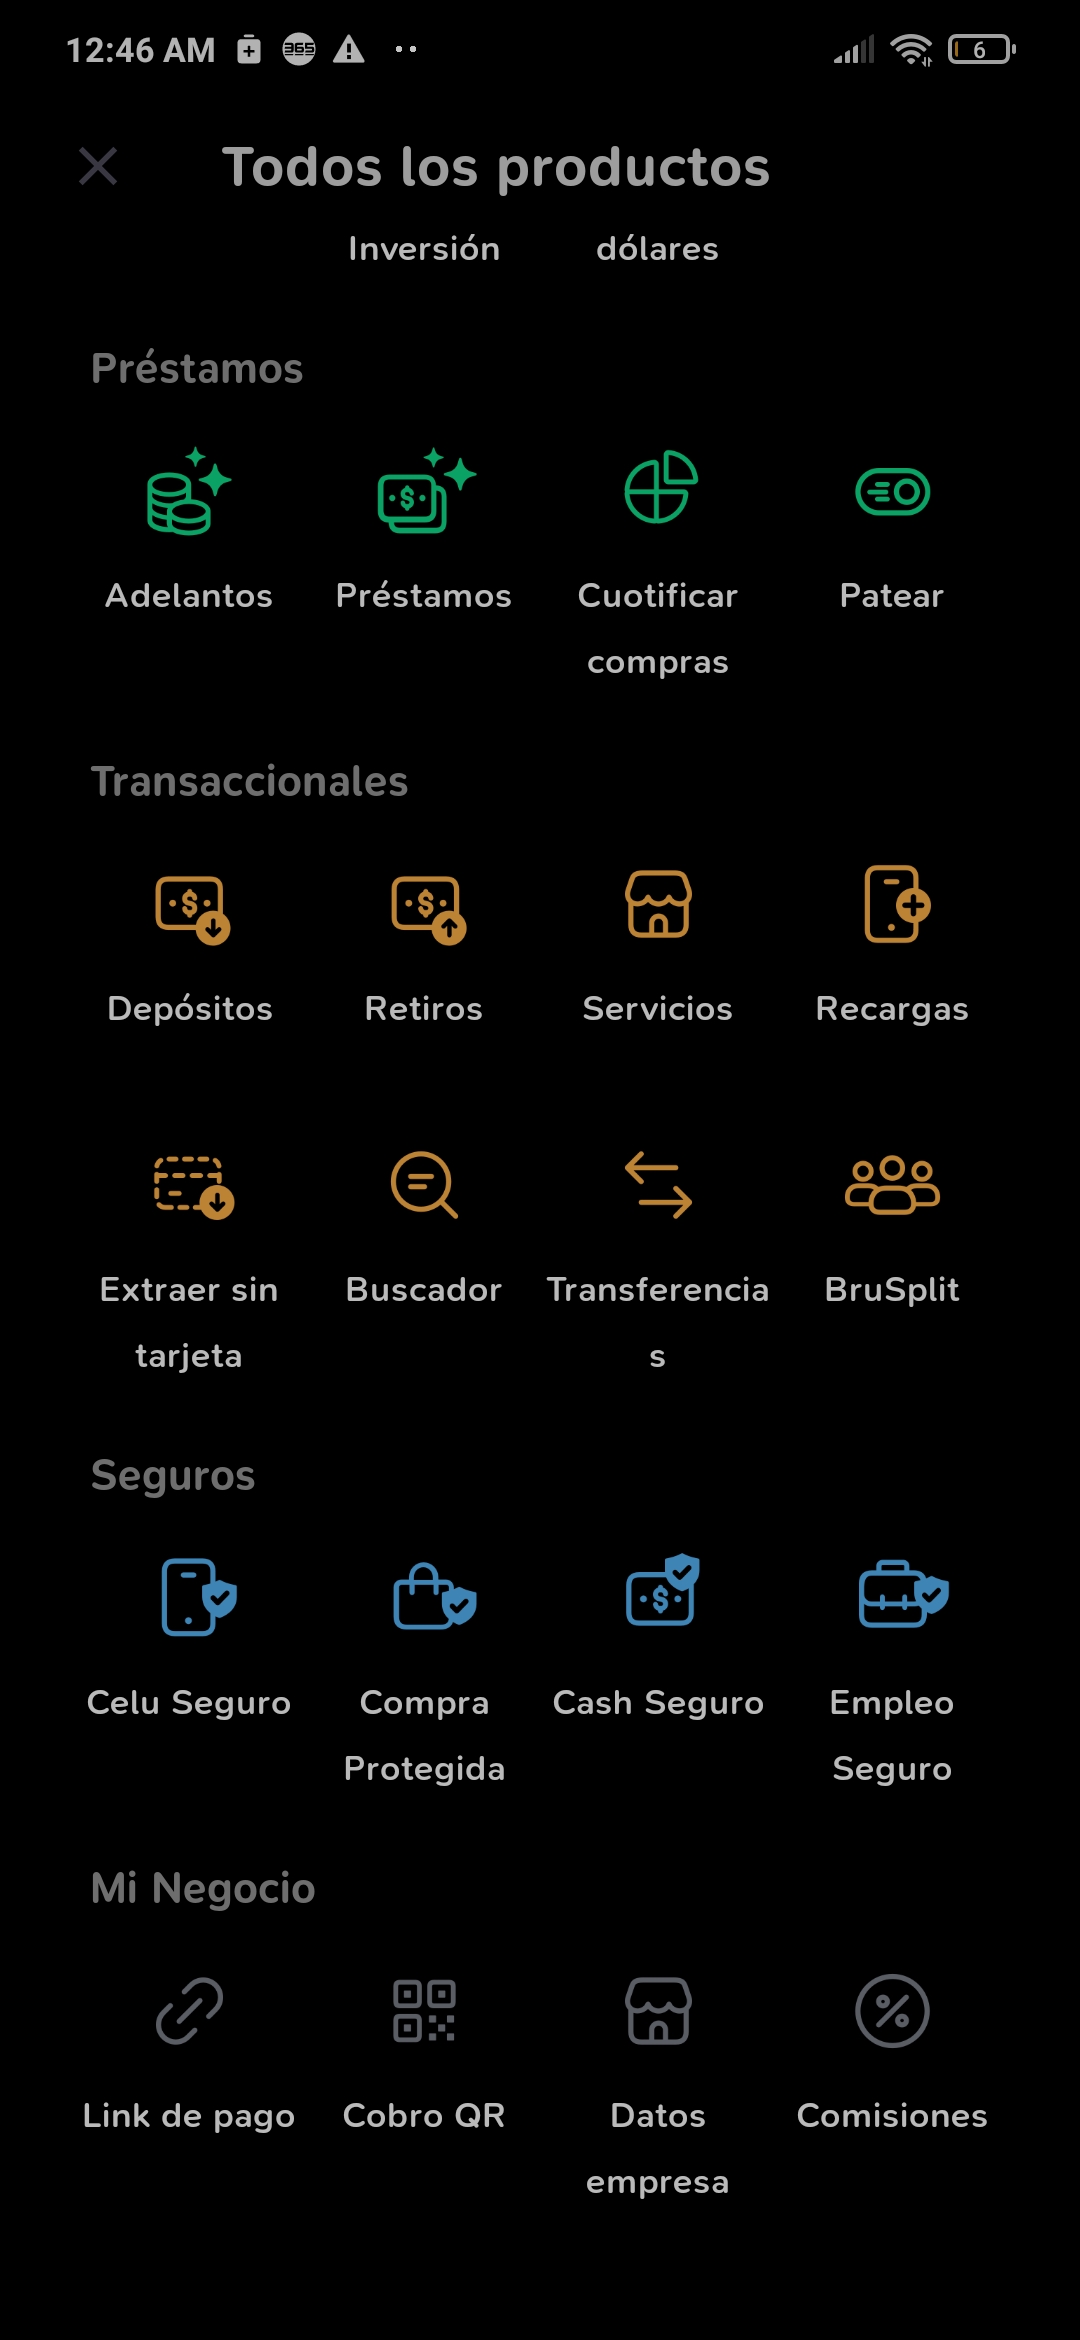 12:46 AM 365 6
Todos los productos
Inversión dólares
Préstamos
Adelantos Préstamos Cuotificar Patear
compras
Transaccionales
Depósitos Retiros Servicios Recargas
Extraer sin Buscador Transferencia BruSplit
tarjeta s
Seguros
Celu Seguro Compra Cash Seguro Empleo
Protegida Seguro
Mi Negocio
Link de pago Cobro QR Datos Comisiones
empresa